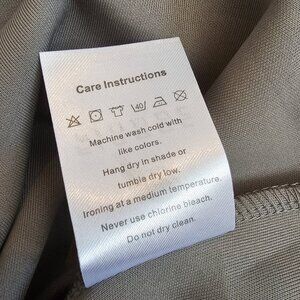 Care Instructions
40
Machine wash cold with
like colors.
Hang dry in shade or
tumble dry low.
Ironing at a medium temperature.
Never use chlorine bleach.
Do not dry clean.